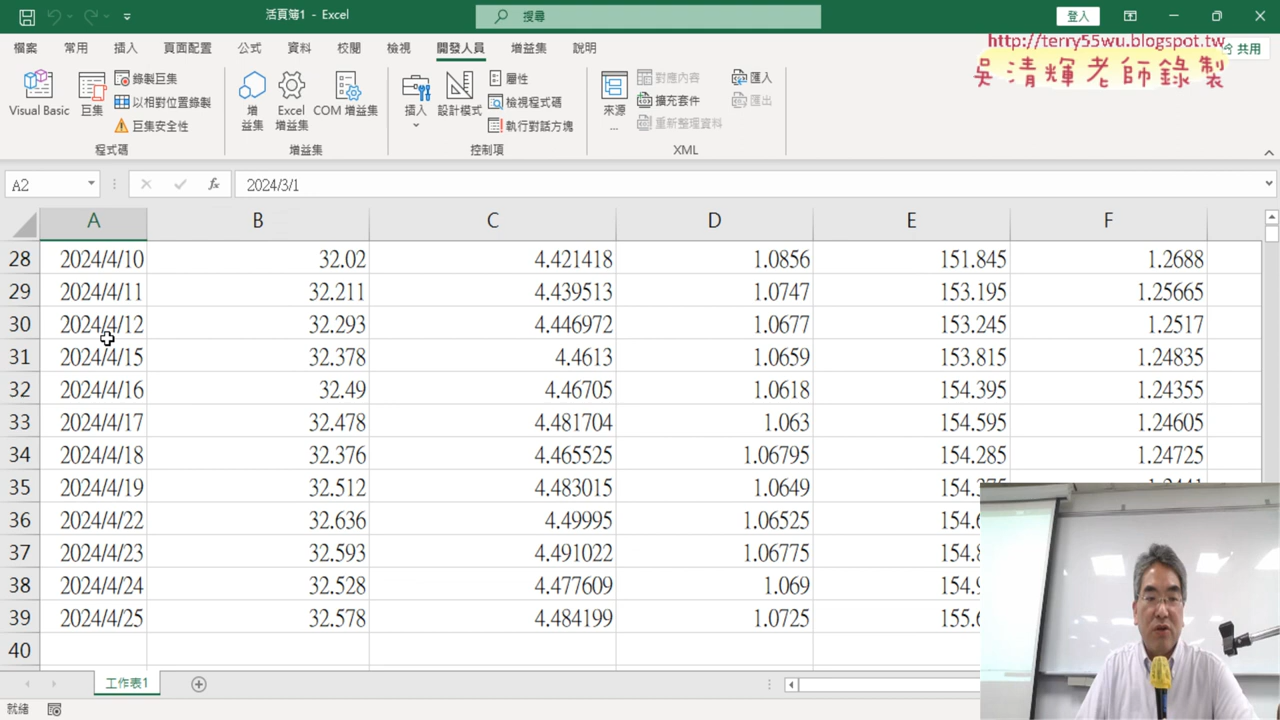 活頁簿1 - Excel
搜尋
登入
http://terry55wu.blogspot.tw
吳清輝老師錄製
檔案 常用 插入 頁面配置 公式 資料 校閱 檢視 開發人員 增益集 說明
共用
Visual Basic
巨集
錄製巨集
以相對位置錄製
巨集安全性
程式碼
增益集
Excel 增益集
COM 增益集
增益集
插入
設計模式
屬性
檢視程式碼
執行對話方塊
控制項
來源...
對應內容
擴充套件
重新整理資料
匯入
匯出
XML
A2 fx 2024/3/1
A B C D E F
28 2024/4/10 32.02 4.421418 1.0856 151.845 1.2688
29 2024/4/11 32.211 4.439513 1.0747 153.195 1.25665
30 2024/4/12 32.293 4.446972 1.0677 153.245 1.2517
31 2024/4/15 32.378 4.4613 1.0659 153.815 1.24835
32 2024/4/16 32.49 4.46705 1.0618 154.395 1.24355
33 2024/4/17 32.478 4.481704 1.063 154.595 1.24605
34 2024/4/18 32.376 4.465525 1.06795 154.285 1.24725
35 2024/4/19 32.512 4.483015 1.0649
36 2024/4/22 32.636 4.49995 1.06525
37 2024/4/23 32.593 4.491022 1.06775
38 2024/4/24 32.528 4.477609 1.069
39 2024/4/25 32.578 4.484199 1.0725
40
工作表1
就緒